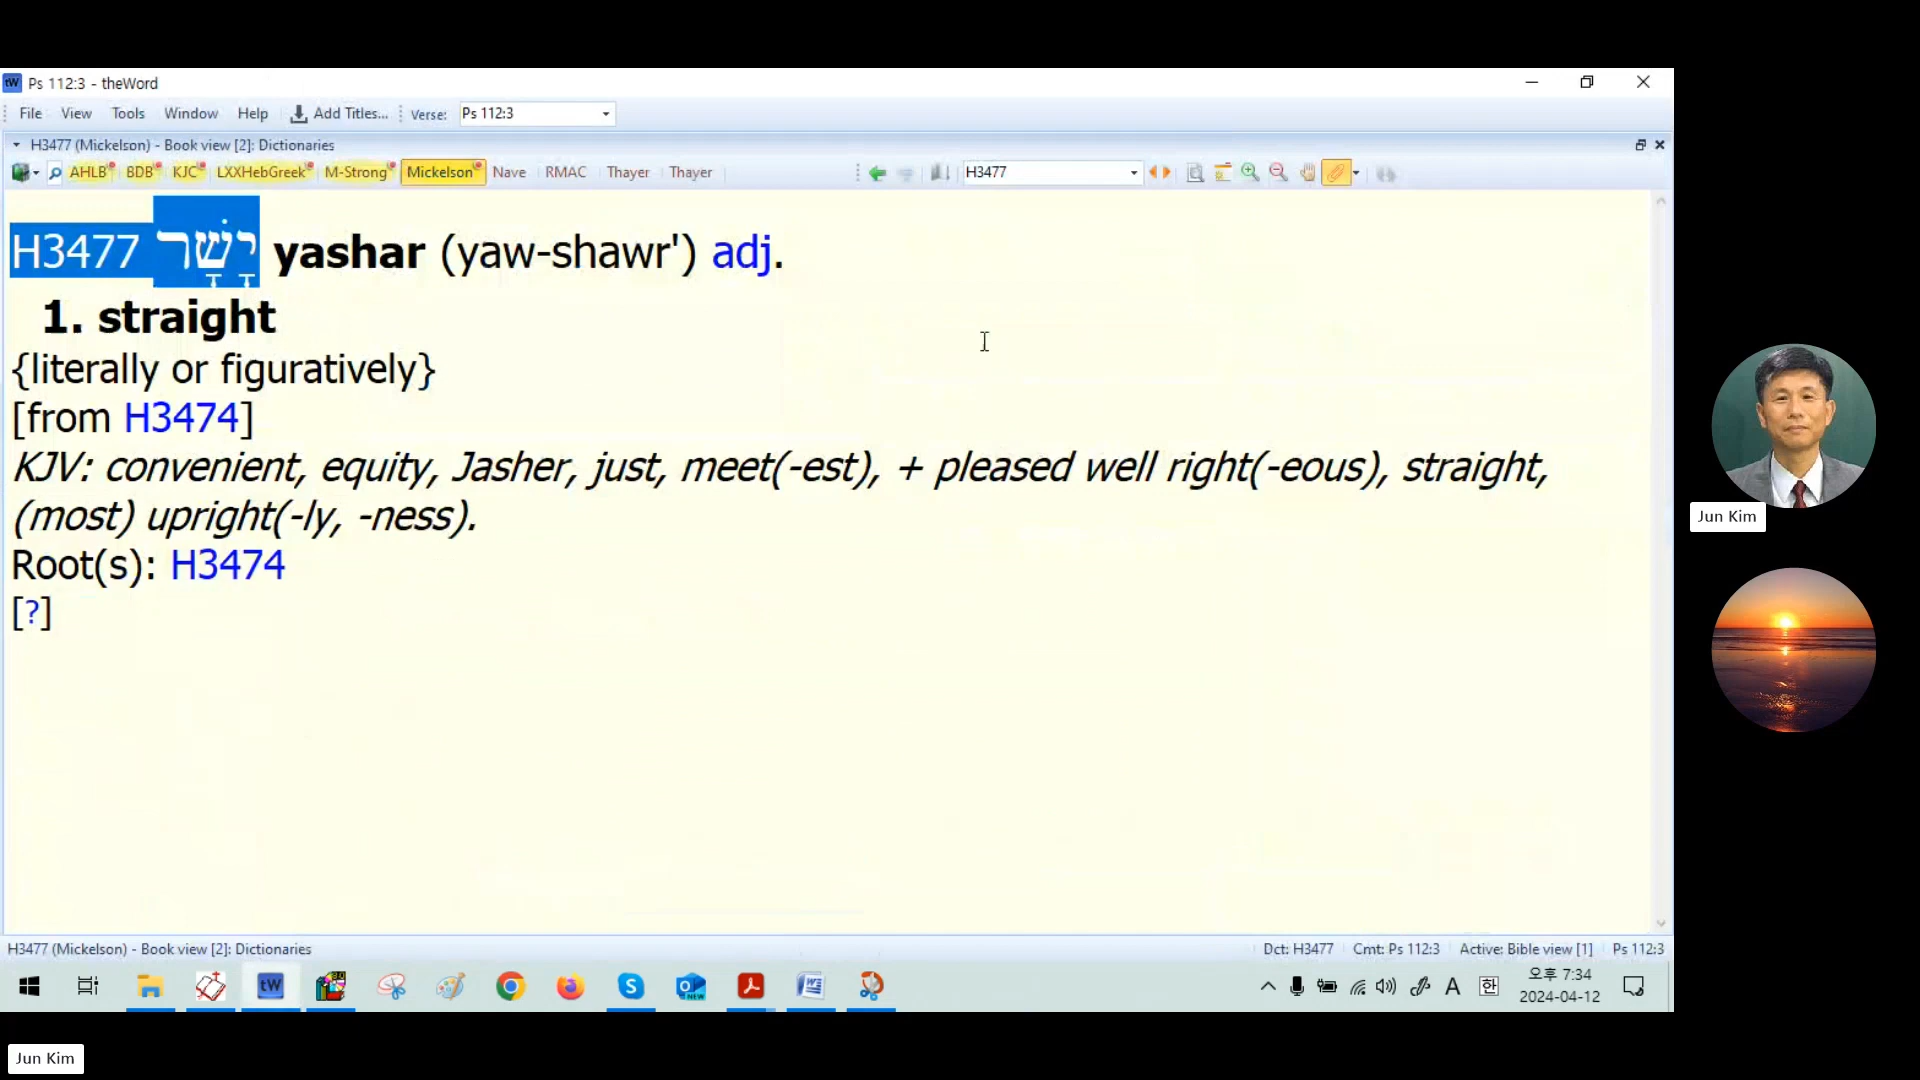 Ps 112:3 - theWord
File View Tools Window Help Add Titles... Verse: Ps 112:3
H3477 (Mickelson) - Book view [2]: Dictionaries
AHLB BDB KJC LXXHebGreek M-Strong Mickelson Nave RMAC Thayer Thayer H3477
H3477 יָשָׁר yashar (yaw-shawr') adj.
1. straight
{literally or figuratively}
[from H3474]
KJV: convenient, equity, Jasher, just, meet(-est), + pleased well right(-eous), straight,
(most) upright(-ly, -ness).
Root(s): H3474
[?]
Jun Kim
H3477 (Mickelson) - Book view [2]: Dictionaries Dct: H3477 Cmt: Ps 112:3 Active: Bible view [1] Ps 112:3
A 한 오후 7:34
2024-04-12
Jun Kim